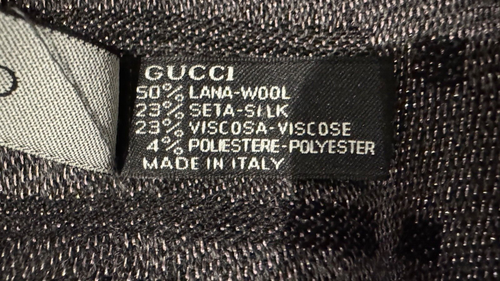 GUCCI
50% LANA-WOOL
23% SETA-SILK
23% VISCOSA-VISCOSE
4% POLIESTERE-POLYESTER
MADE IN ITALY